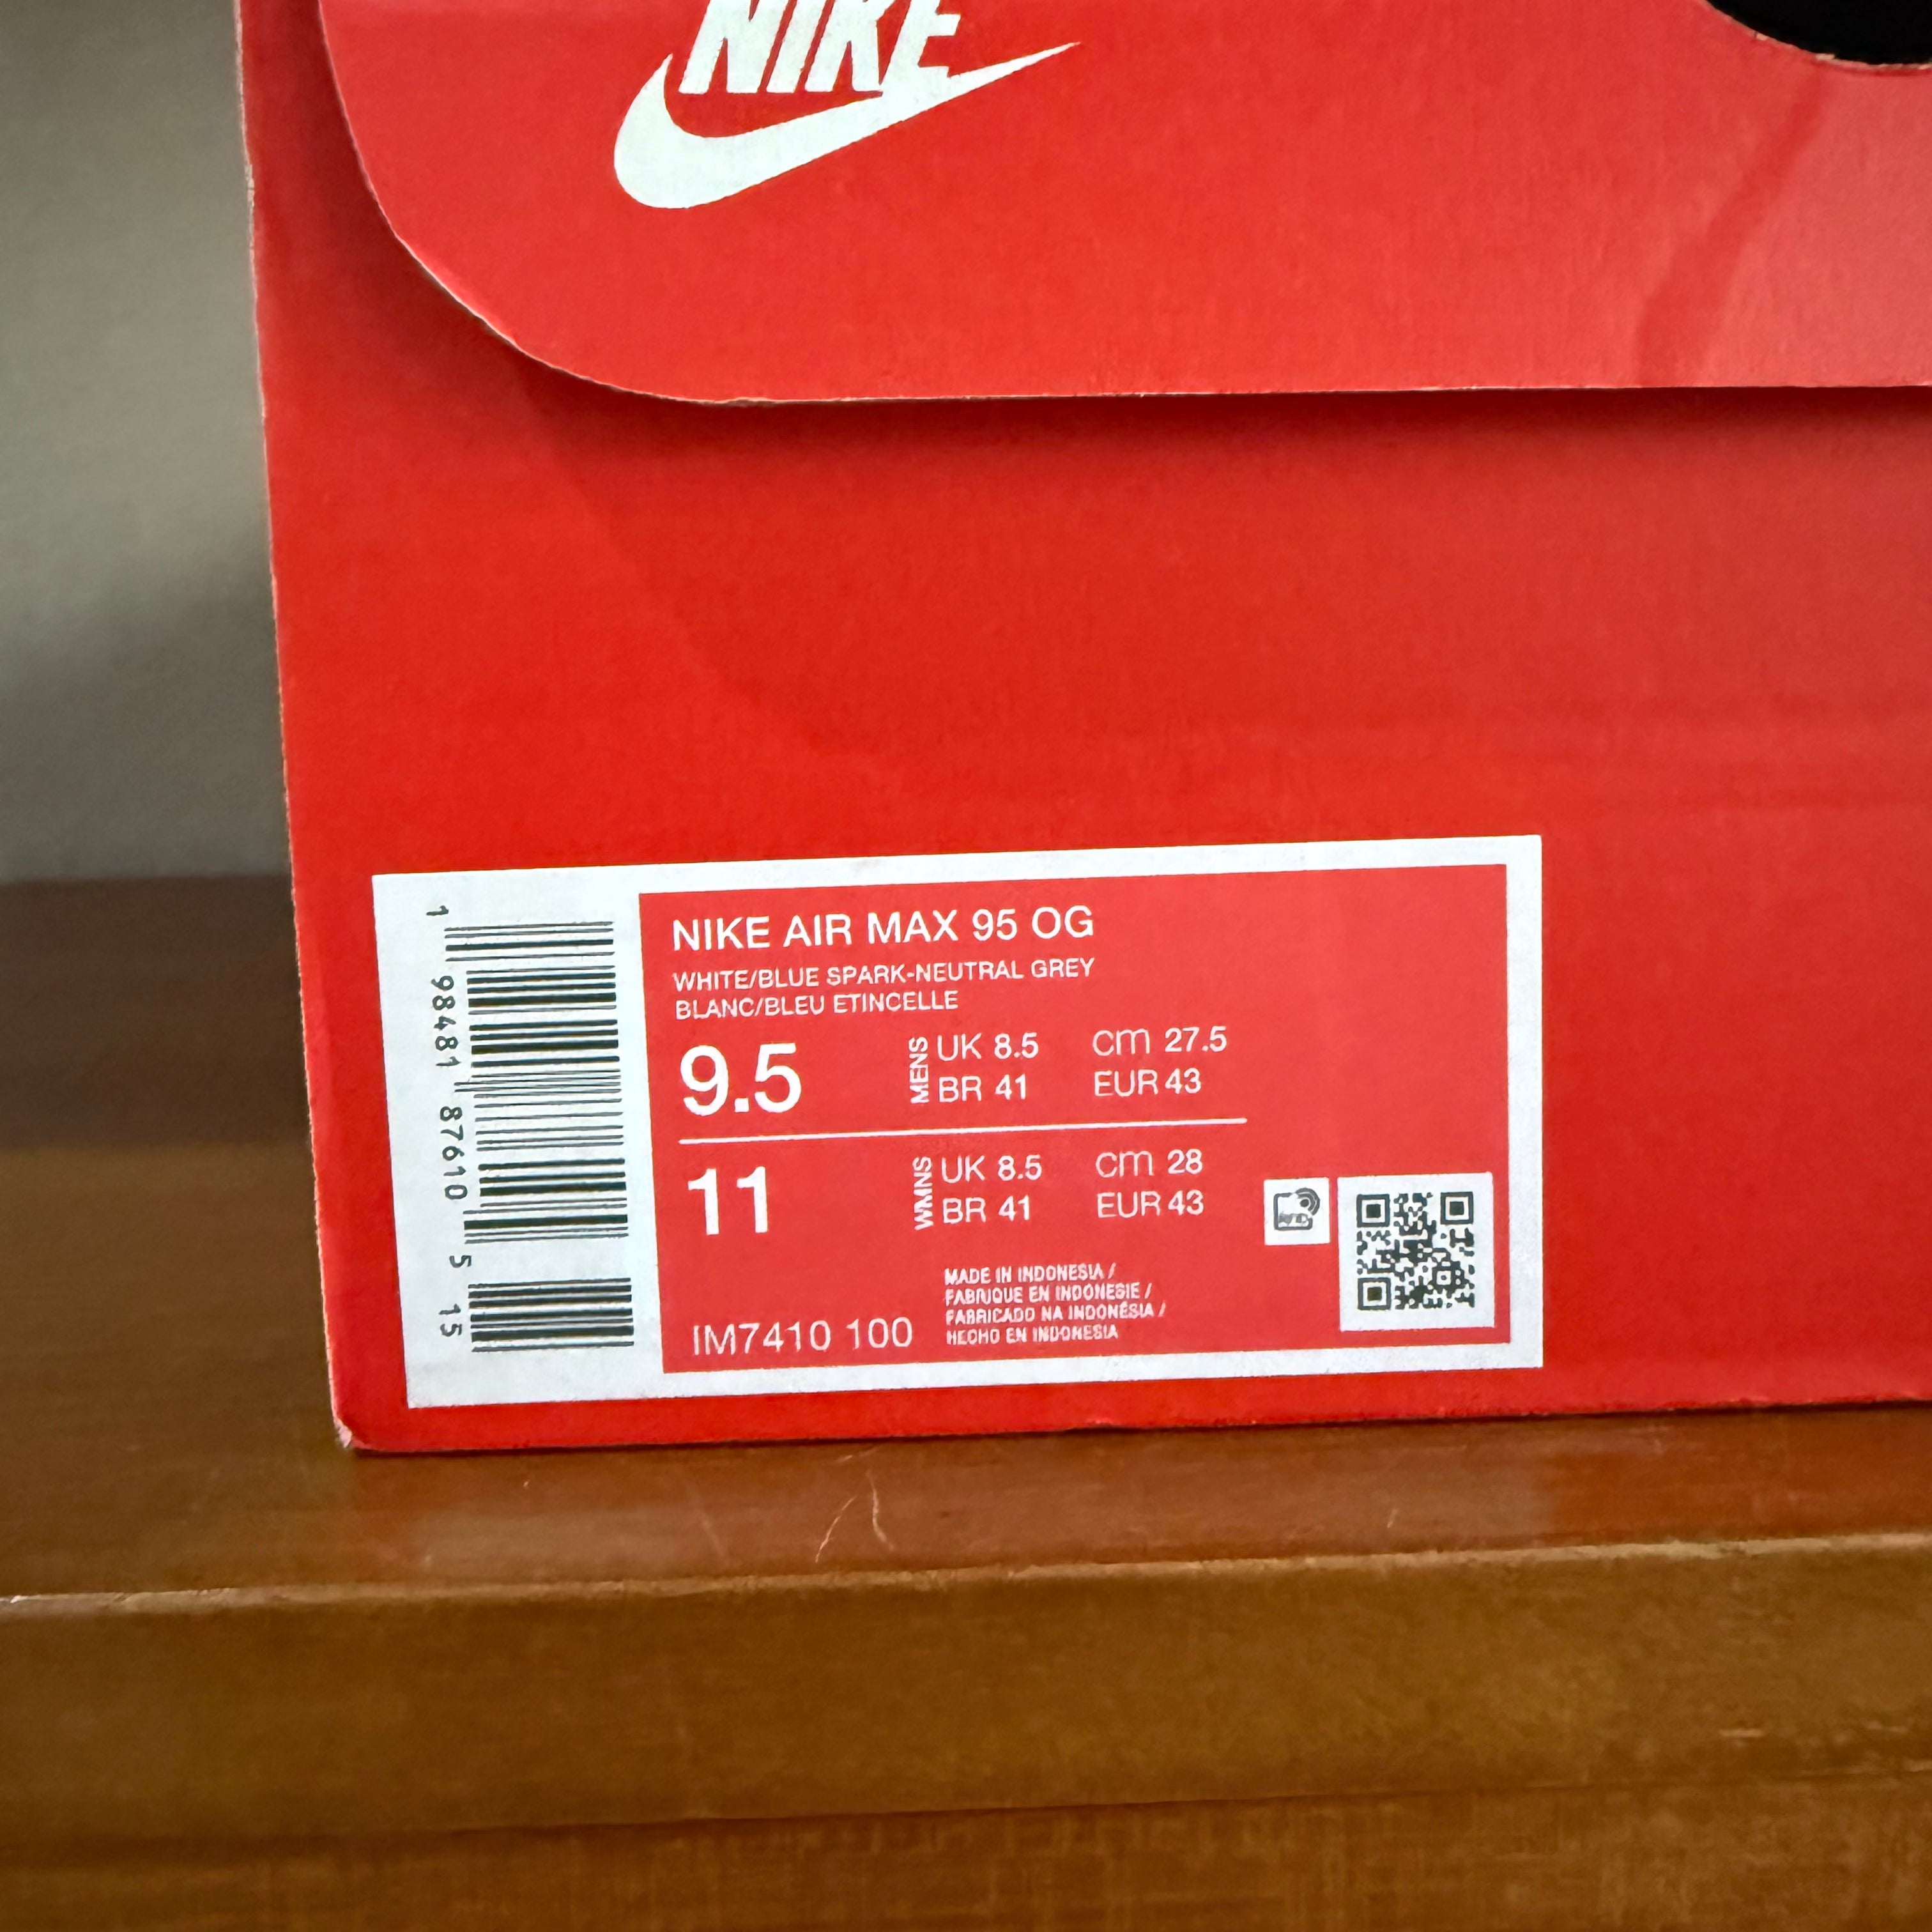 NIKE
NIKE AIR MAX 95 OG
WHITE/BLUE SPARK-NEUTRAL GREY
BLANC/BLEU ETINCELLE
9.5
MENS
UK 8.5 cm 27.5
BR 41 EUR 43
11
WMNS
UK 8.5 cm 28
BR 41 EUR 43
MADE IN INDONESIA /
FABRIQUE EN INDONESIE /
FABRICADO NA INDONÉSIA /
HECHO EN INDONESIA
IM7410 100
1 98481 87610 5 15